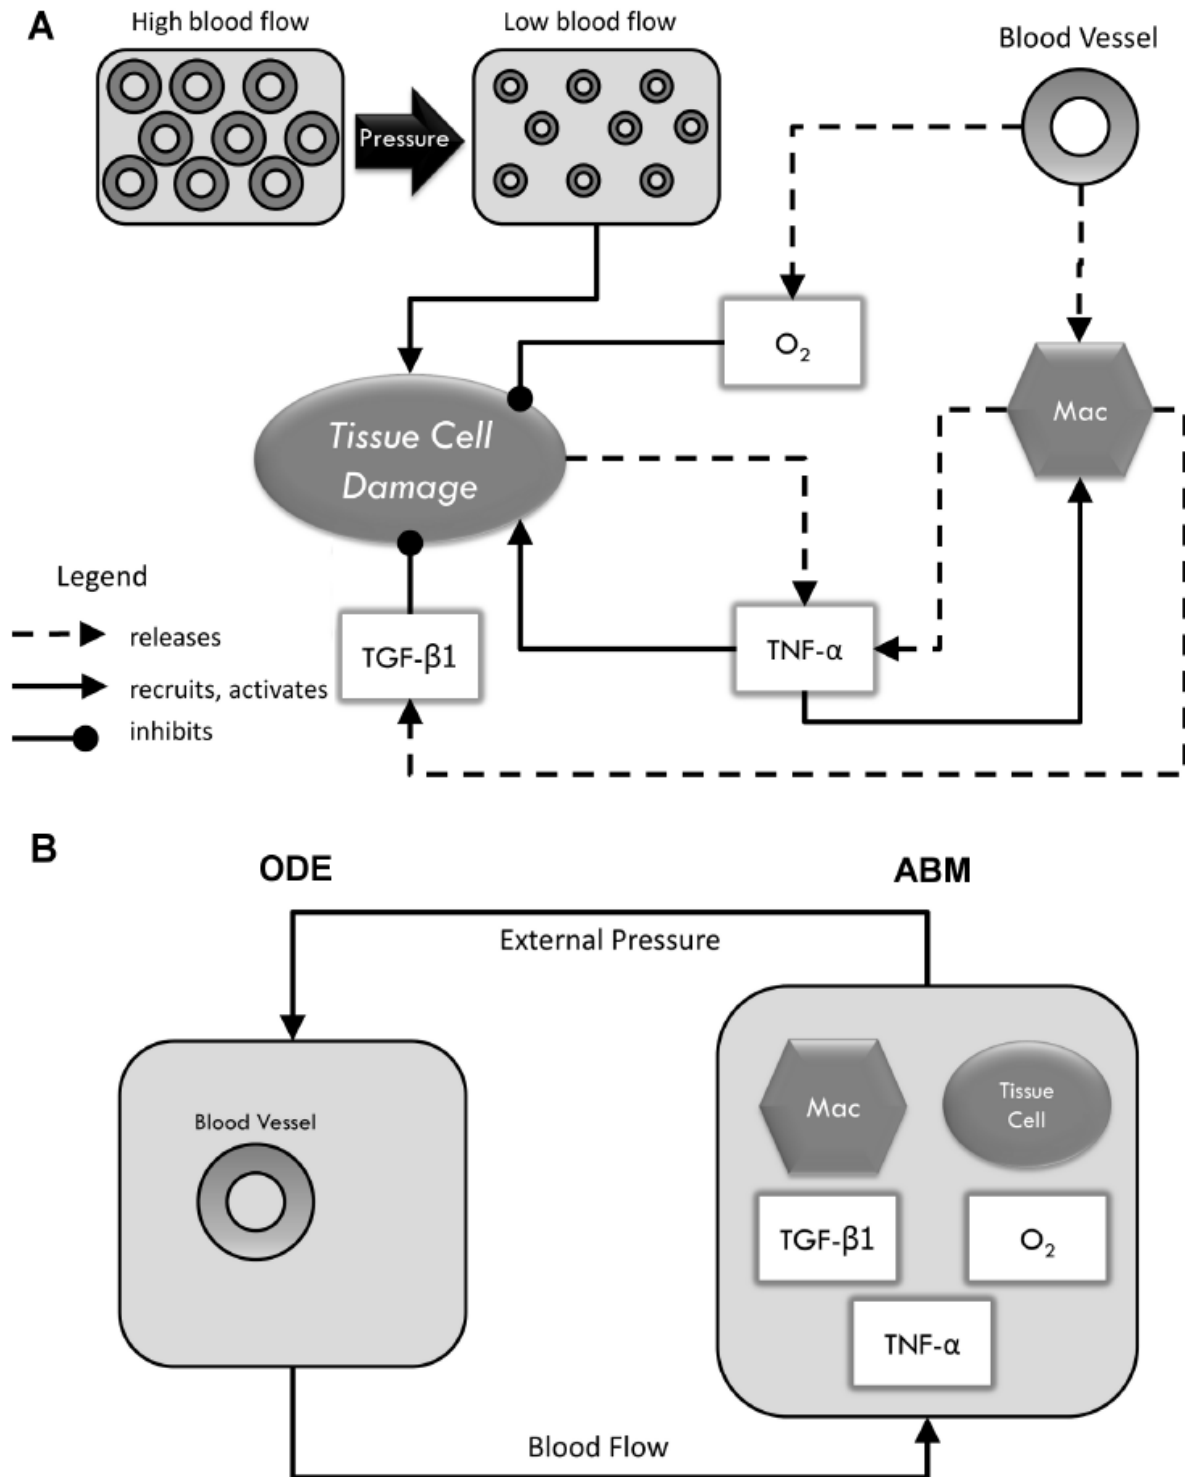 A
High blood flow
Low blood flow
Blood Vessel
Pressure
O₂
Mac
Tissue Cell
Damage
Legend
releases
recruits, activates
inhibits
TGF-β1
TNF-α
B
ODE
ABM
External Pressure
Blood Vessel
Mac
Tissue
Cell
TGF-β1
O₂
TNF-α
Blood Flow